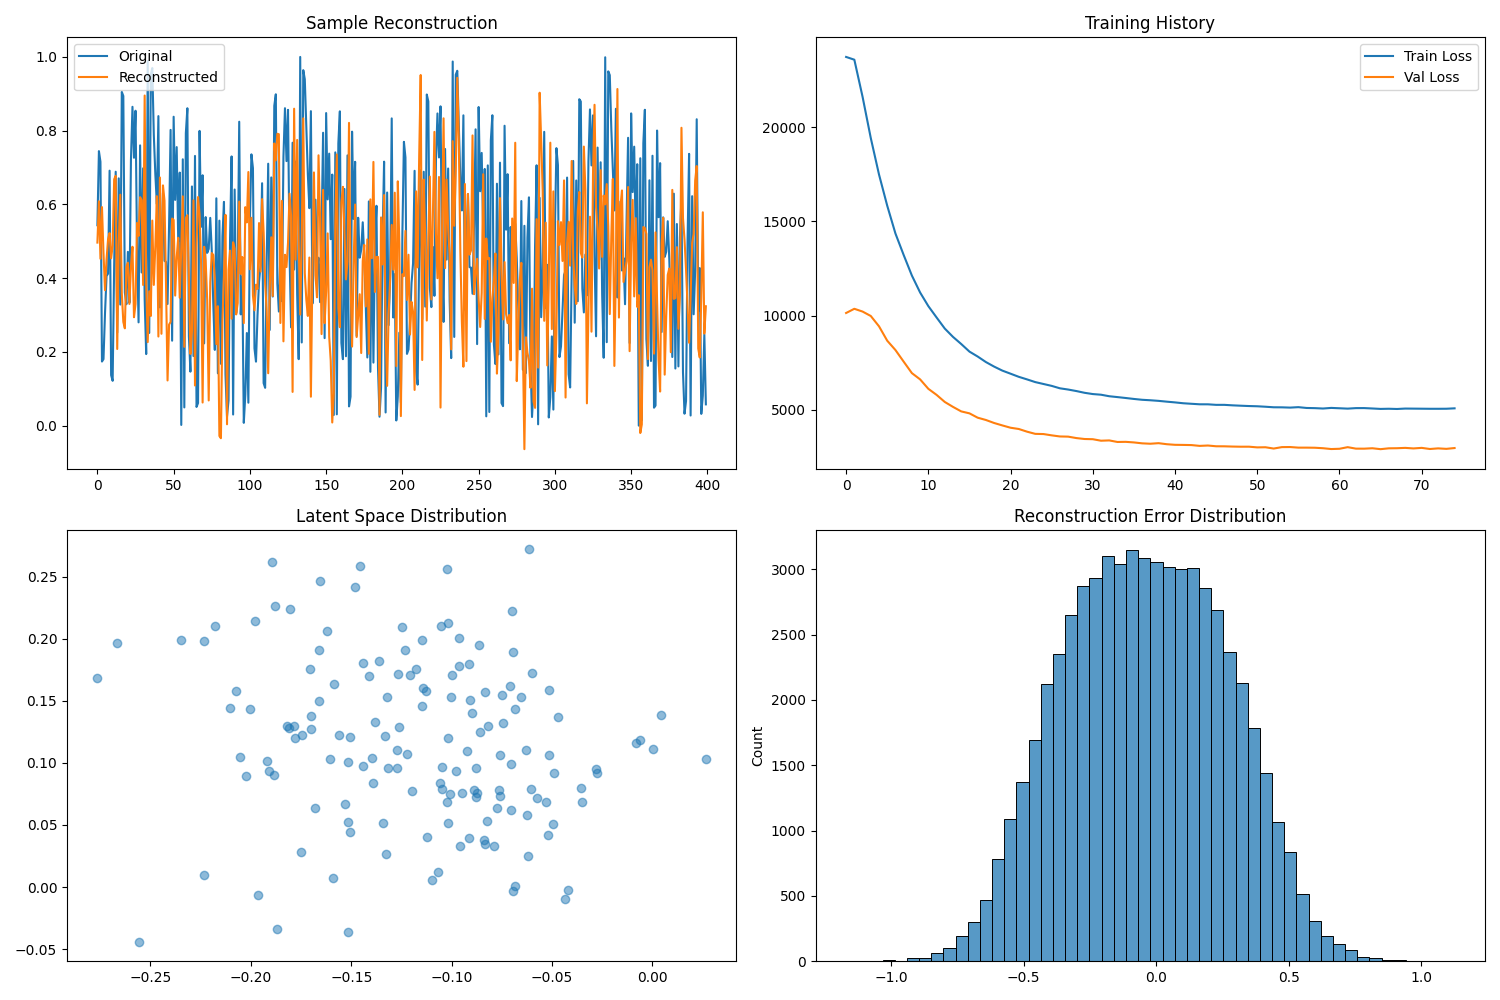 Sample Reconstruction
Original
Reconstructed
1.0
0.8
0.6
0.4
0.2
0.0
0 50 100 150 200 250 300 350 400
Training History
Train Loss
Val Loss
20000
15000
10000
5000
0 10 20 30 40 50 60 70
Latent Space Distribution
0.25
0.20
0.15
0.10
0.05
0.00
−0.05
−0.25 −0.20 −0.15 −0.10 −0.05 0.00
Reconstruction Error Distribution
Count
3000
2500
2000
1500
1000
500
0
−1.0 −0.5 0.0 0.5 1.0